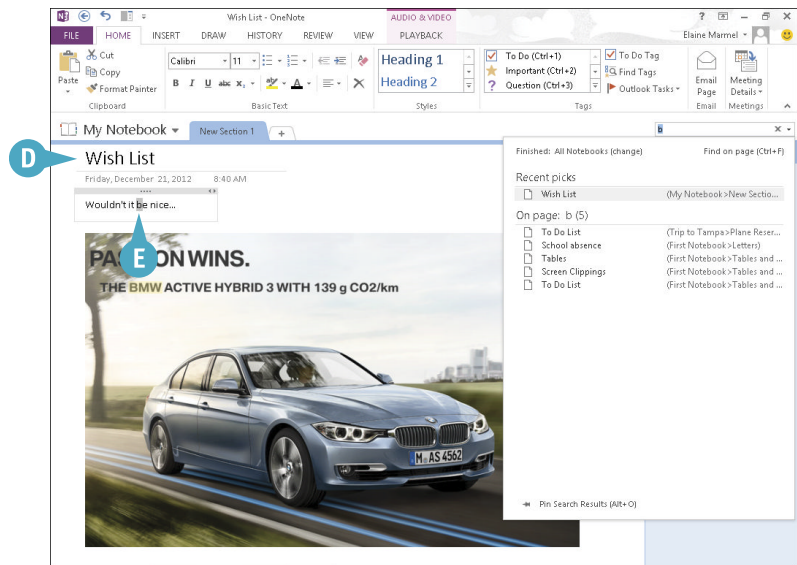 Wish List - OneNote
AUDIO & VIDEO
?
FILE HOME INSERT DRAW HISTORY REVIEW VIEW PLAYBACK Elaine Marmel
Paste
Cut
Copy
Format Painter
Clipboard
Calibri 11
B I U abc X₂ A
Basic Text
Heading 1
Heading 2
Styles
To Do (Ctrl+1)
Important (Ctrl+2)
? Question (Ctrl+3)
To Do Tag
Find Tags
Outlook Tasks
Tags
Email Page
Email
Meeting Details
Meetings
My Notebook New Section 1 +
b
D
Wish List
Friday, December 21, 2012 8:40 AM
Wouldn't it be nice...
E
Finished: All Notebooks (change) Find on page (Ctrl+F)
Recent picks
Wish List (My Notebook>New Sectio...
On page: b (5)
To Do List (Trip to Tampa>Plane Reser...
School absence (First Notebook>Letters)
Tables (First Notebook>Tables and ...
Screen Clippings (First Notebook>Tables and ...
To Do List (First Notebook>Tables and ...
Pin Search Results (Alt+O)
WINS.
THE BMW ACTIVE HYBRID 3 WITH 139 g CO2/km
M AS 4562